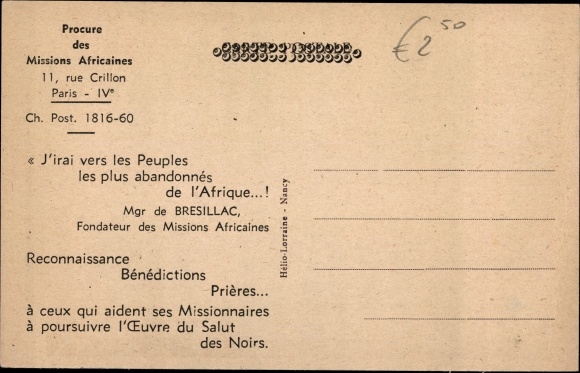 Procure
des
Missions Africaines
11, rue Crillon
Paris - IVe
Ch. Post. 1816-60
« J'irai vers les Peuples
les plus abandonnés
de l'Afrique...!
Mgr de BRESILLAC,
Fondateur des Missions Africaines
Reconnaissance
Bénédictions
Prières...
à ceux qui aident ses Missionnaires
à poursuivre l'Œuvre du Salut
des Noirs.
Hélio-Lorraine - Nancy
€ 2 50